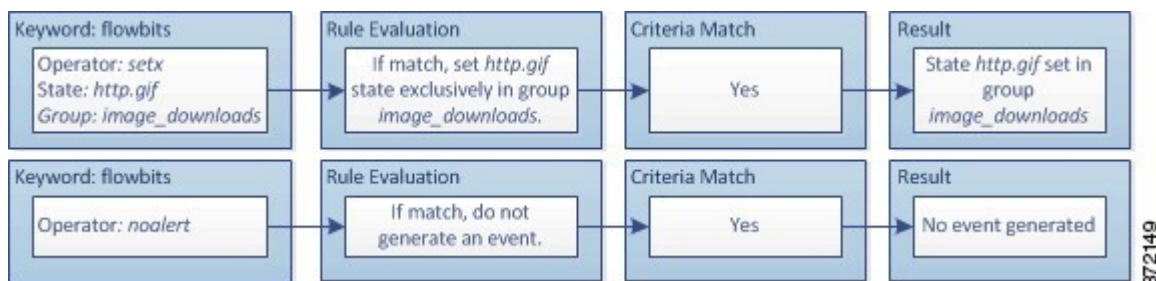 Keyword: flowbits
Operator: setx
State: http.gif
Group: image_downloads
Rule Evaluation
If match, set http.gif
state exclusively in group
image_downloads.
Criteria Match
Yes
Result
State http.gif set in
group
image_downloads
Keyword: flowbits
Operator: noalert
Rule Evaluation
If match, do not
generate an event.
Criteria Match
Yes
Result
No event generated
372149